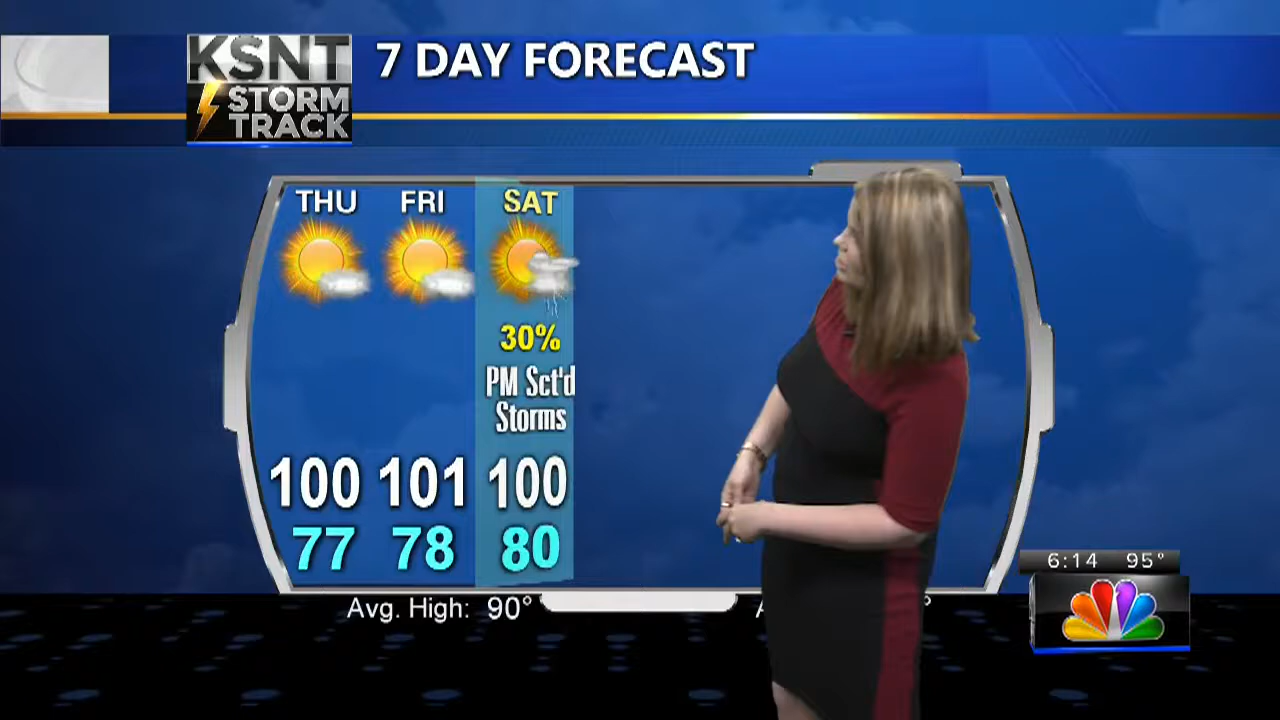 KSNT
STORM
TRACK
7 DAY FORECAST
THU FRI SAT
30%
PM Sct'd
Storms
100 101 100
77 78 80
Avg. High: 90°
6:14 95°